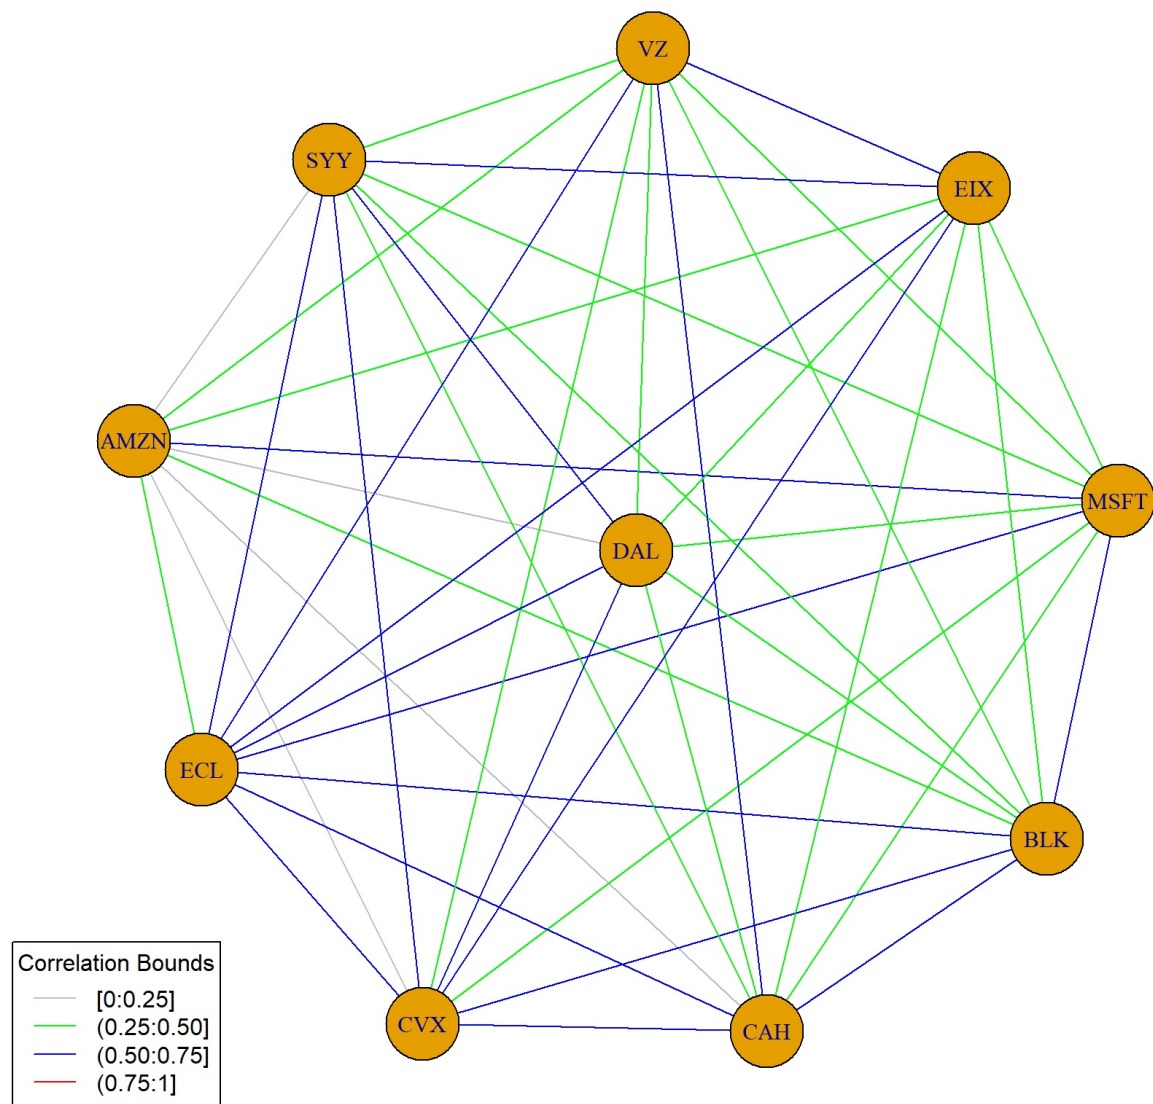 VZ
SYY
EIX
AMZN
MSFT
DAL
ECL
BLK
CVX
CAH
Correlation Bounds
[0:0.25]
(0.25:0.50]
(0.50:0.75]
(0.75:1]